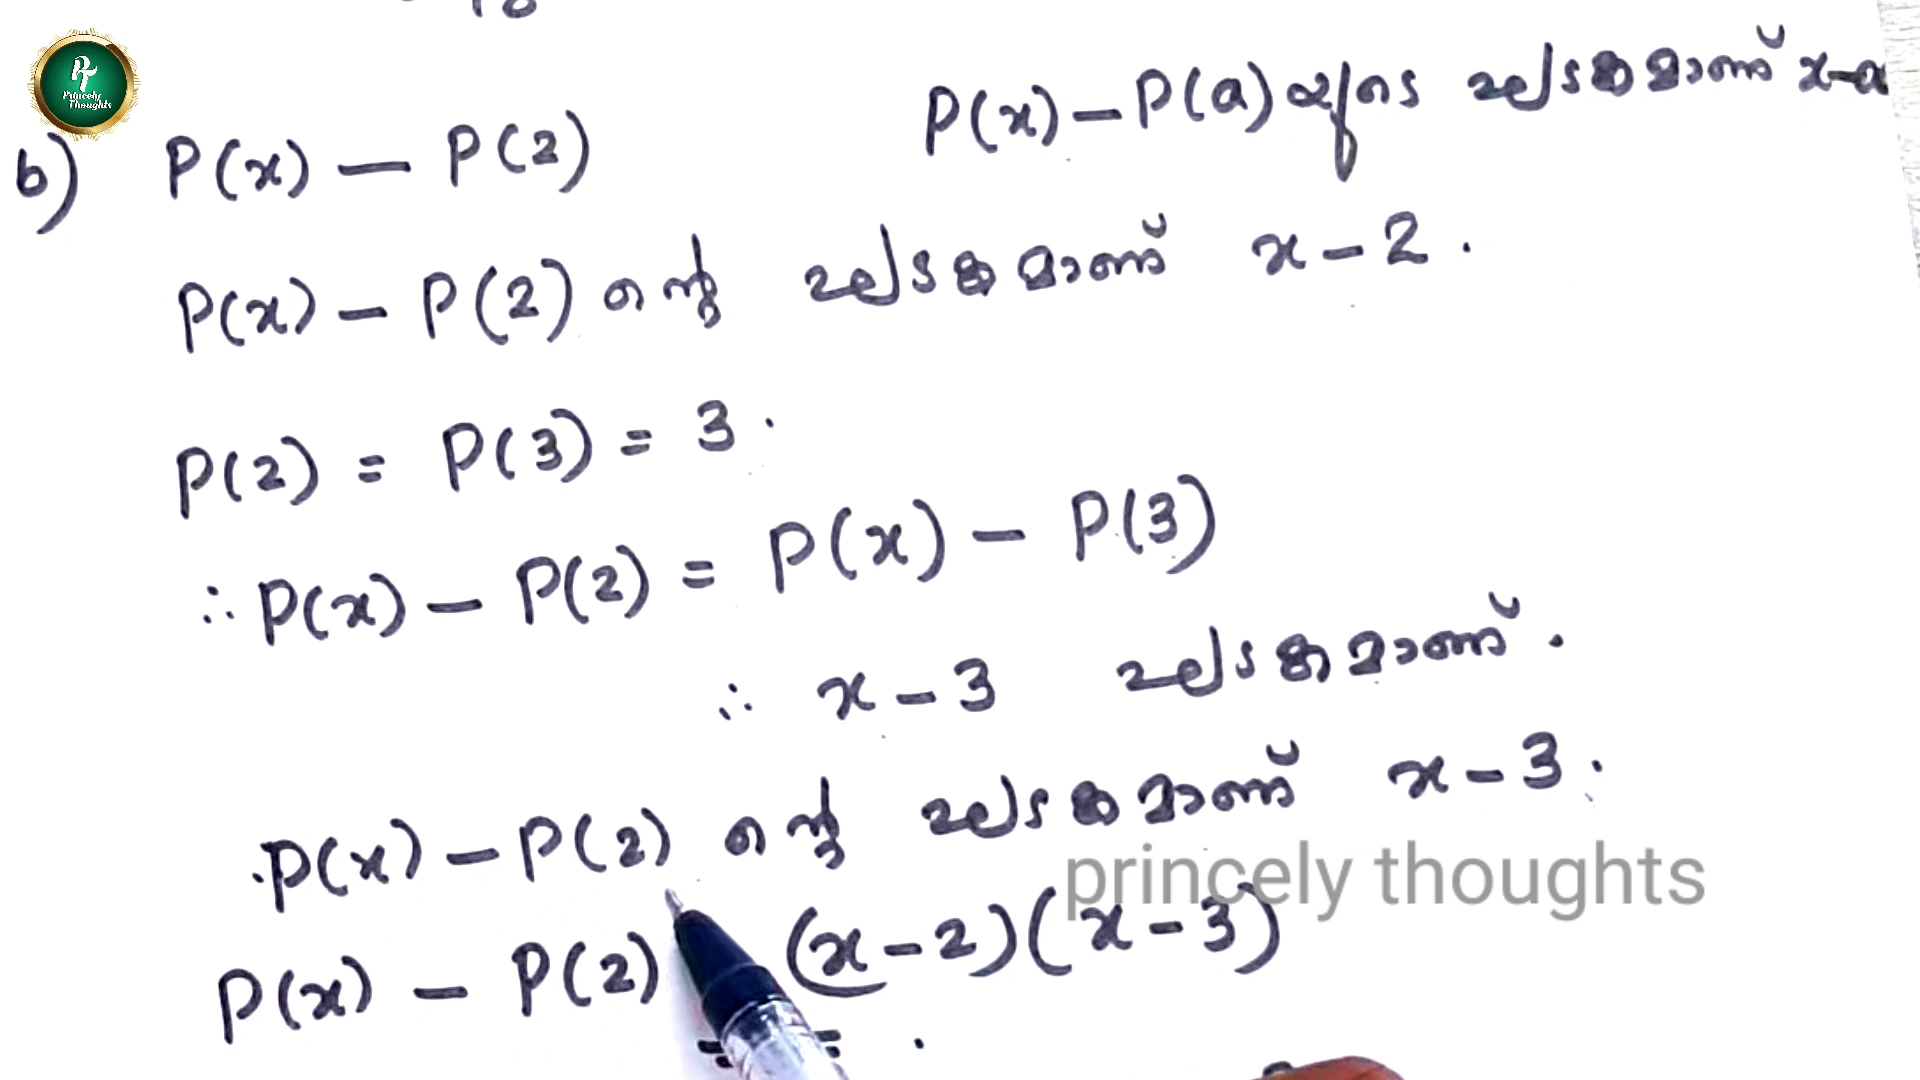 PT
Princely
Thoughts
P(x) – P(a) യുടെ ഘടകമാണ് x-a
b) P(x) — P(2)
P(x) – P(2) ന്റെ ഘടകമാണ് x – 2 .
P(2) = P(3) = 3 .
∴ P(x) – P(2) = P(x) – P(3)
∴ x – 3 ഘടകമാണ് .
P(x) – P(2) ന്റെ ഘടകമാണ് x – 3 .
princely thoughts
P(x) – P(2) (x-2)(x-3)